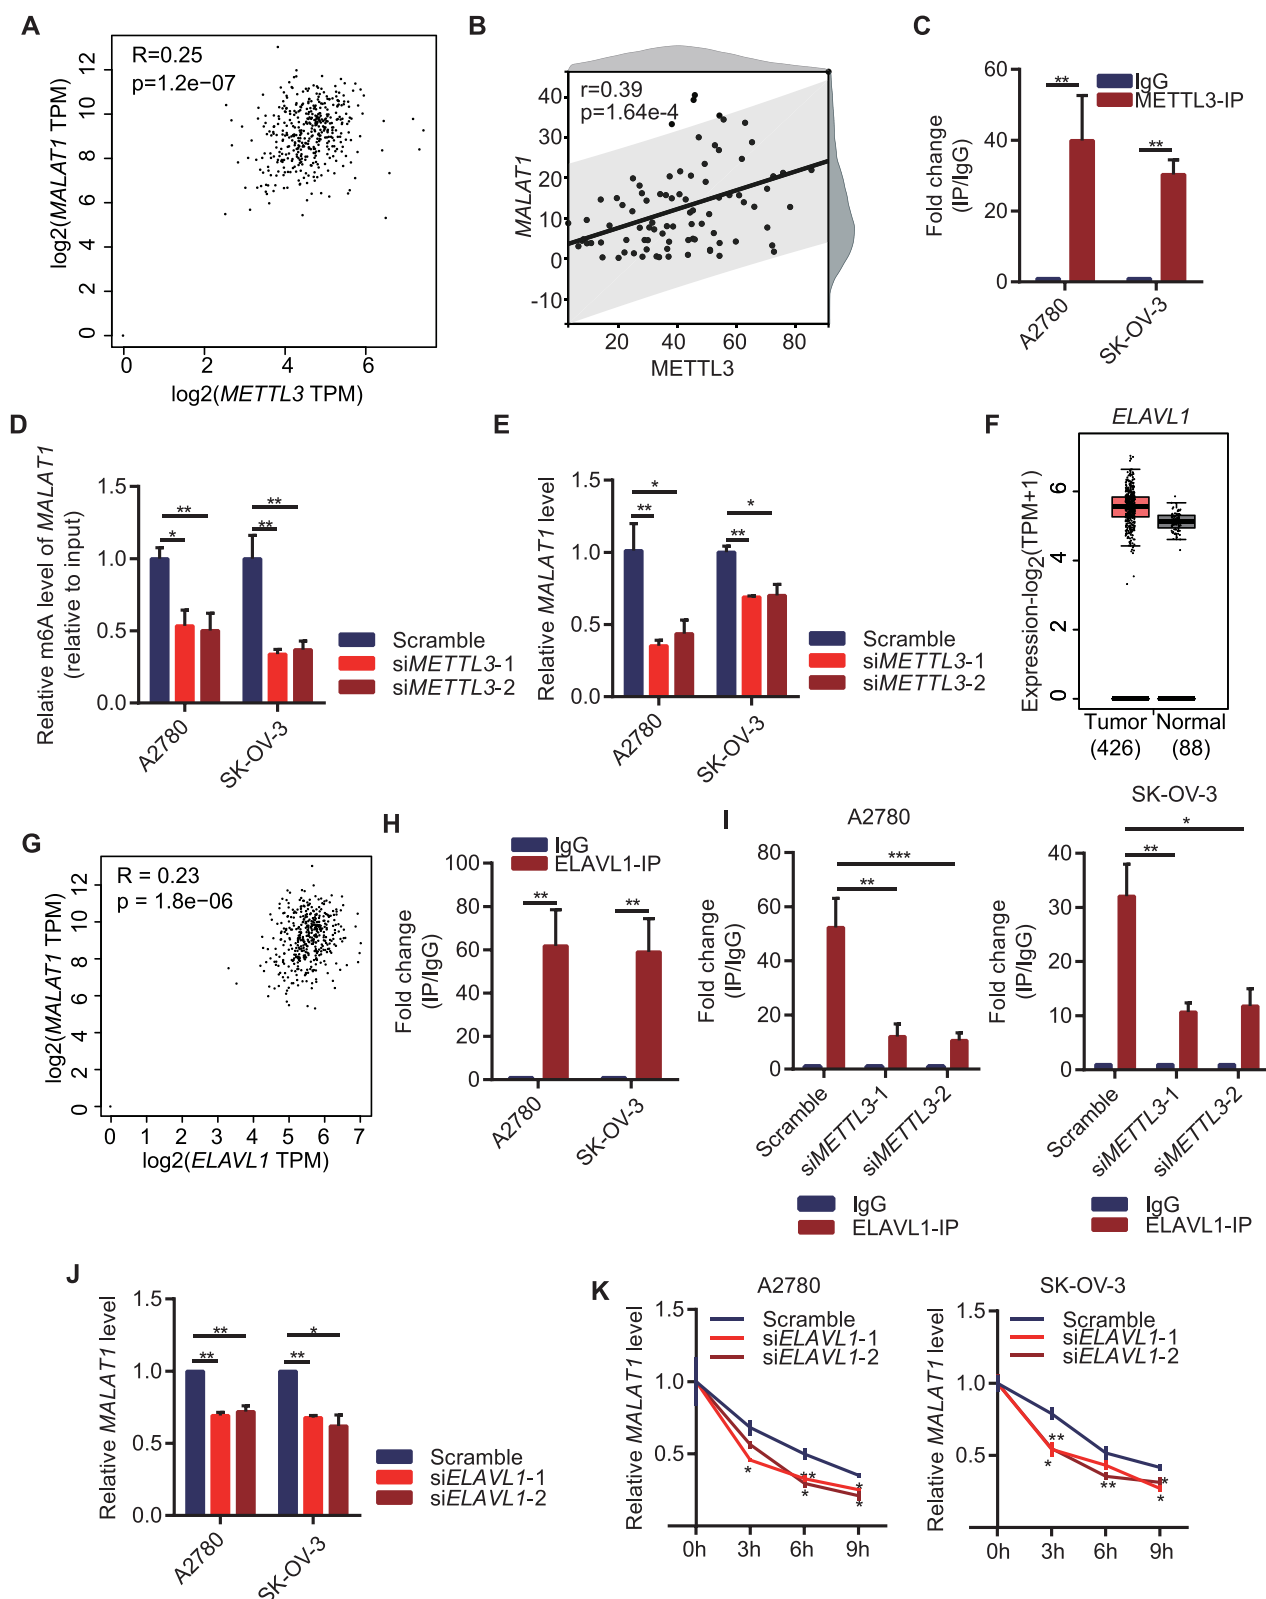 A
R=0.25
p=1.2e−07
log2(MALAT1 TPM)
0
2
4
6
8
10
12
0
2
4
6
log2(METTL3 TPM)
B
r=0.39
p=1.64e-4
MALAT1
40
30
20
10
0
-10
20
40
60
80
METTL3
C
IgG
METTL3-IP
**
**
Fold change
(IP/IgG)
60
40
20
0
A2780
SK-OV-3
D
Relative m6A level of MALAT1
(relative to input)
1.5
1.0
0.5
0.0
**
*
**
**
A2780
SK-OV-3
Scramble
siMETTL3-1
siMETTL3-2
E
Relative MALAT1 level
1.5
1.0
0.5
0.0
*
**
*
**
A2780
SK-OV-3
Scramble
siMETTL3-1
siMETTL3-2
F
ELAVL1
Expression-log2(TPM+1)
6
4
2
0
Tumor
(426)
Normal
(88)
G
R = 0.23
p = 1.8e−06
log2(MALAT1 TPM)
0
2
4
6
8
10
12
0
1
2
3
4
5
6
7
log2(ELAVL1 TPM)
H
IgG
ELAVL1-IP
**
**
Fold change
(IP/IgG)
100
80
60
40
20
0
A2780
SK-OV-3
I
A2780
Fold change
(IP/IgG)
80
60
40
20
0
***
**
Scramble
siMETTL3-1
siMETTL3-2
IgG
ELAVL1-IP
SK-OV-3
Fold change
(IP/IgG)
40
30
20
10
0
*
**
Scramble
siMETTL3-1
siMETTL3-2
IgG
ELAVL1-IP
J
Relative MALAT1 level
1.5
1.0
0.5
0.0
**
**
*
**
A2780
SK-OV-3
Scramble
siELAVL1-1
siELAVL1-2
K
A2780
Relative MALAT1 level
1.5
1.0
0.5
Scramble
siELAVL1-1
siELAVL1-2
*
**
*
*
*
0h
3h
6h
9h
SK-OV-3
Relative MALAT1 level
1.5
1.0
0.5
Scramble
siELAVL1-1
siELAVL1-2
**
*
**
*
*
0h
3h
6h
9h